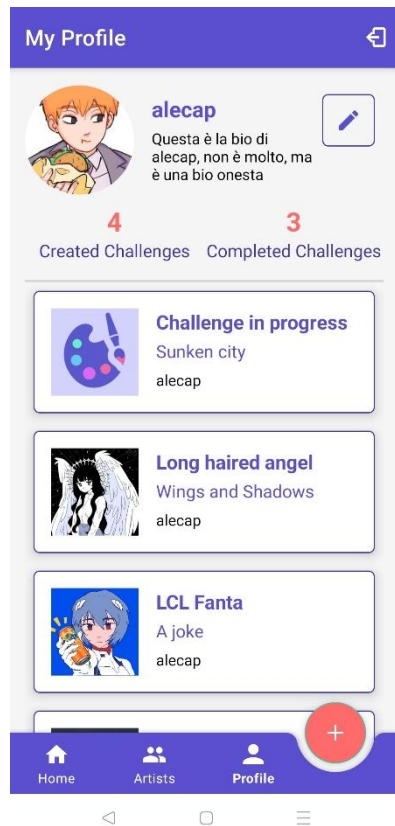 My Profile
alecap
Questa è la bio di
alecap, non è molto, ma
è una bio onesta
4
Created Challenges
3
Completed Challenges
Challenge in progress
Sunken city
alecap
Long haired angel
Wings and Shadows
alecap
LCL Fanta
A joke
alecap
+
Home
Artists
Profile